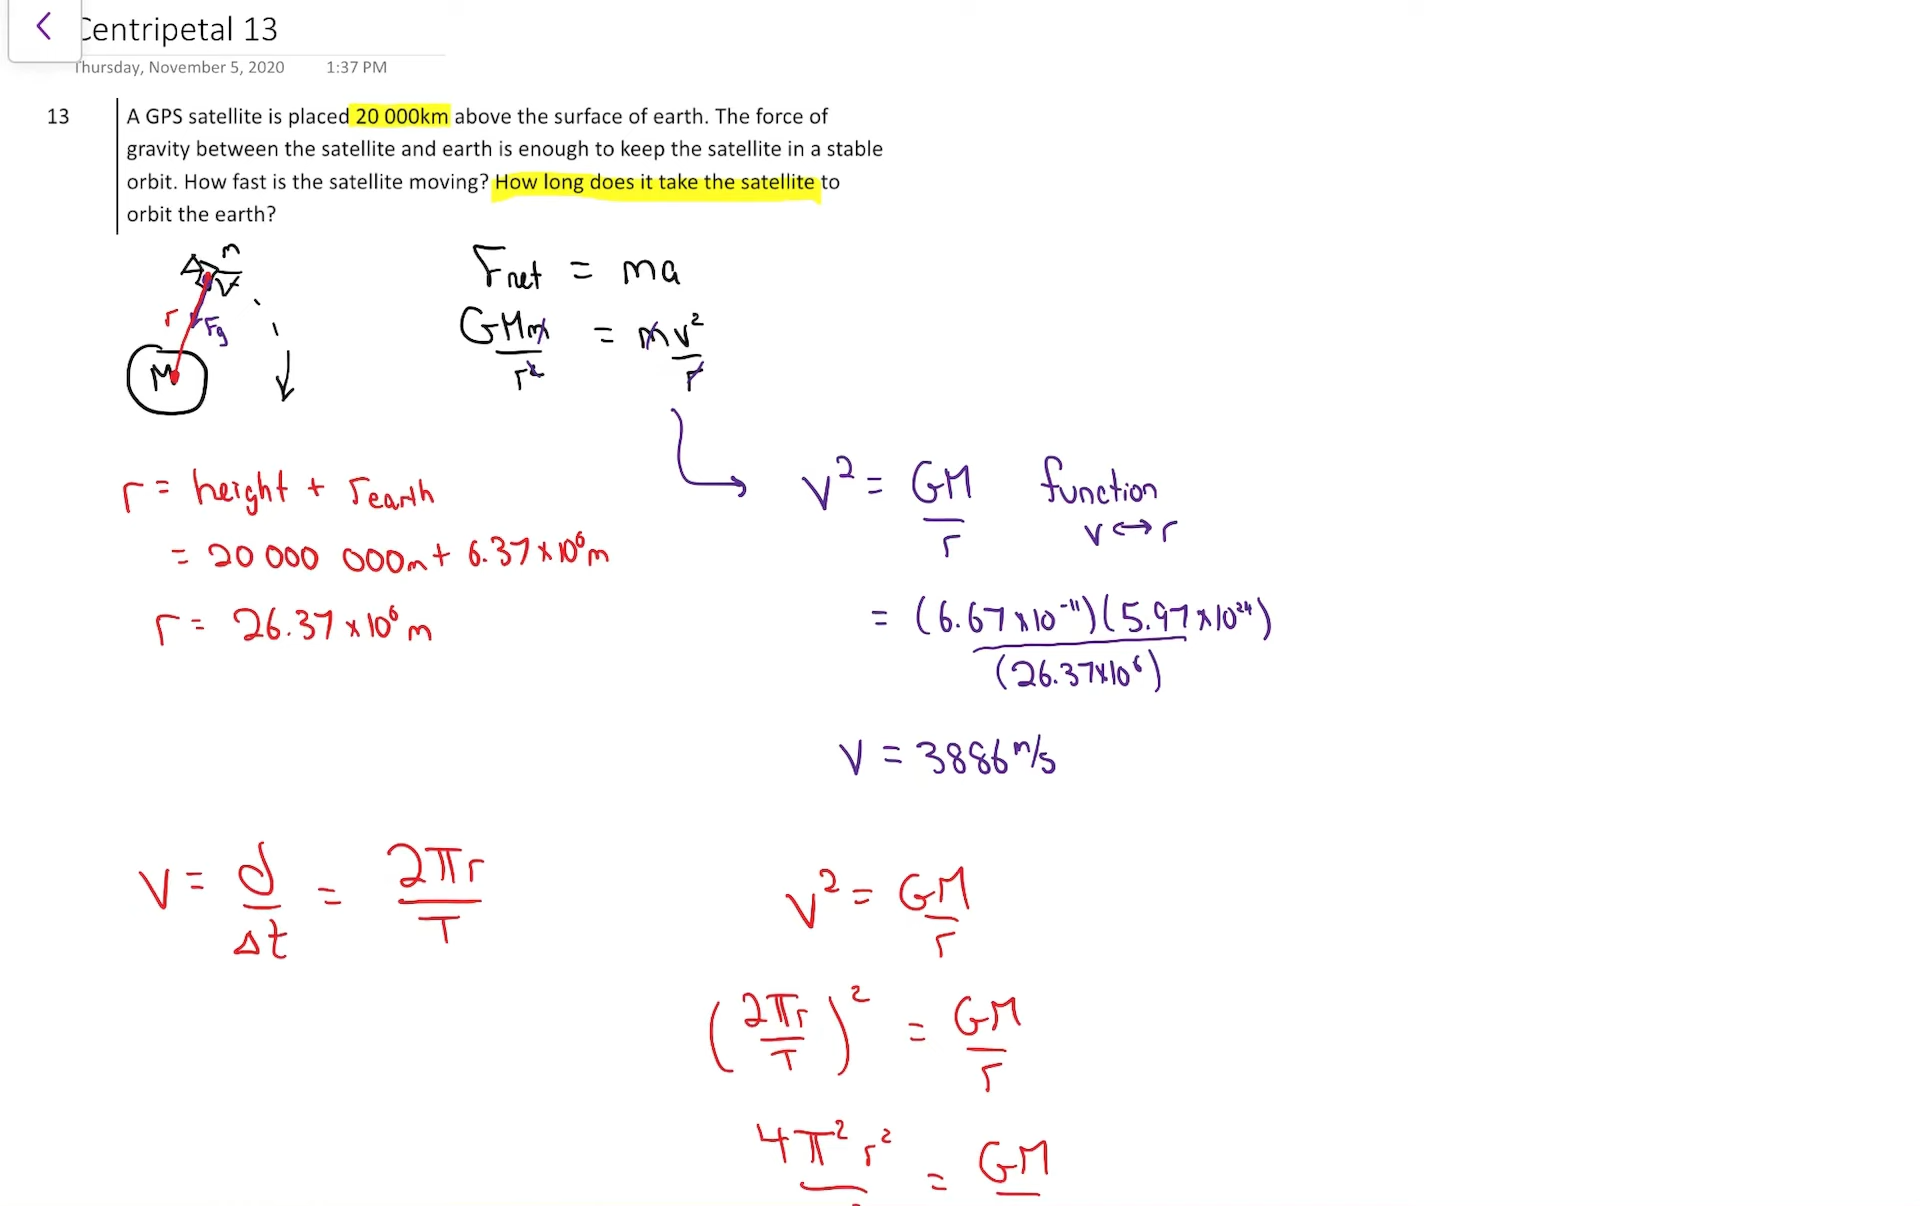 Centripetal 13
Thursday, November 5, 2020 1:37 PM
13 A GPS satellite is placed 20 000km above the surface of earth. The force of
gravity between the satellite and earth is enough to keep the satellite in a stable
orbit. How fast is the satellite moving? How long does it take the satellite to
orbit the earth?
m
v
r
Fg
M
Fnet = ma
GMm/r² = mv²/r
r = height + rearth
= 20 000 000m + 6.37 x 10⁶ m
r = 26.37 x 10⁶ m
v² = GM/r function
v ↔ r
= (6.67 x 10⁻¹¹)(5.97 x 10²⁴)
(26.37x10⁶)
v = 3886 m/s
v = d/Δt = 2πr/T
v² = GM/r
(2πr/T)² = GM/r
4π² r² = GM